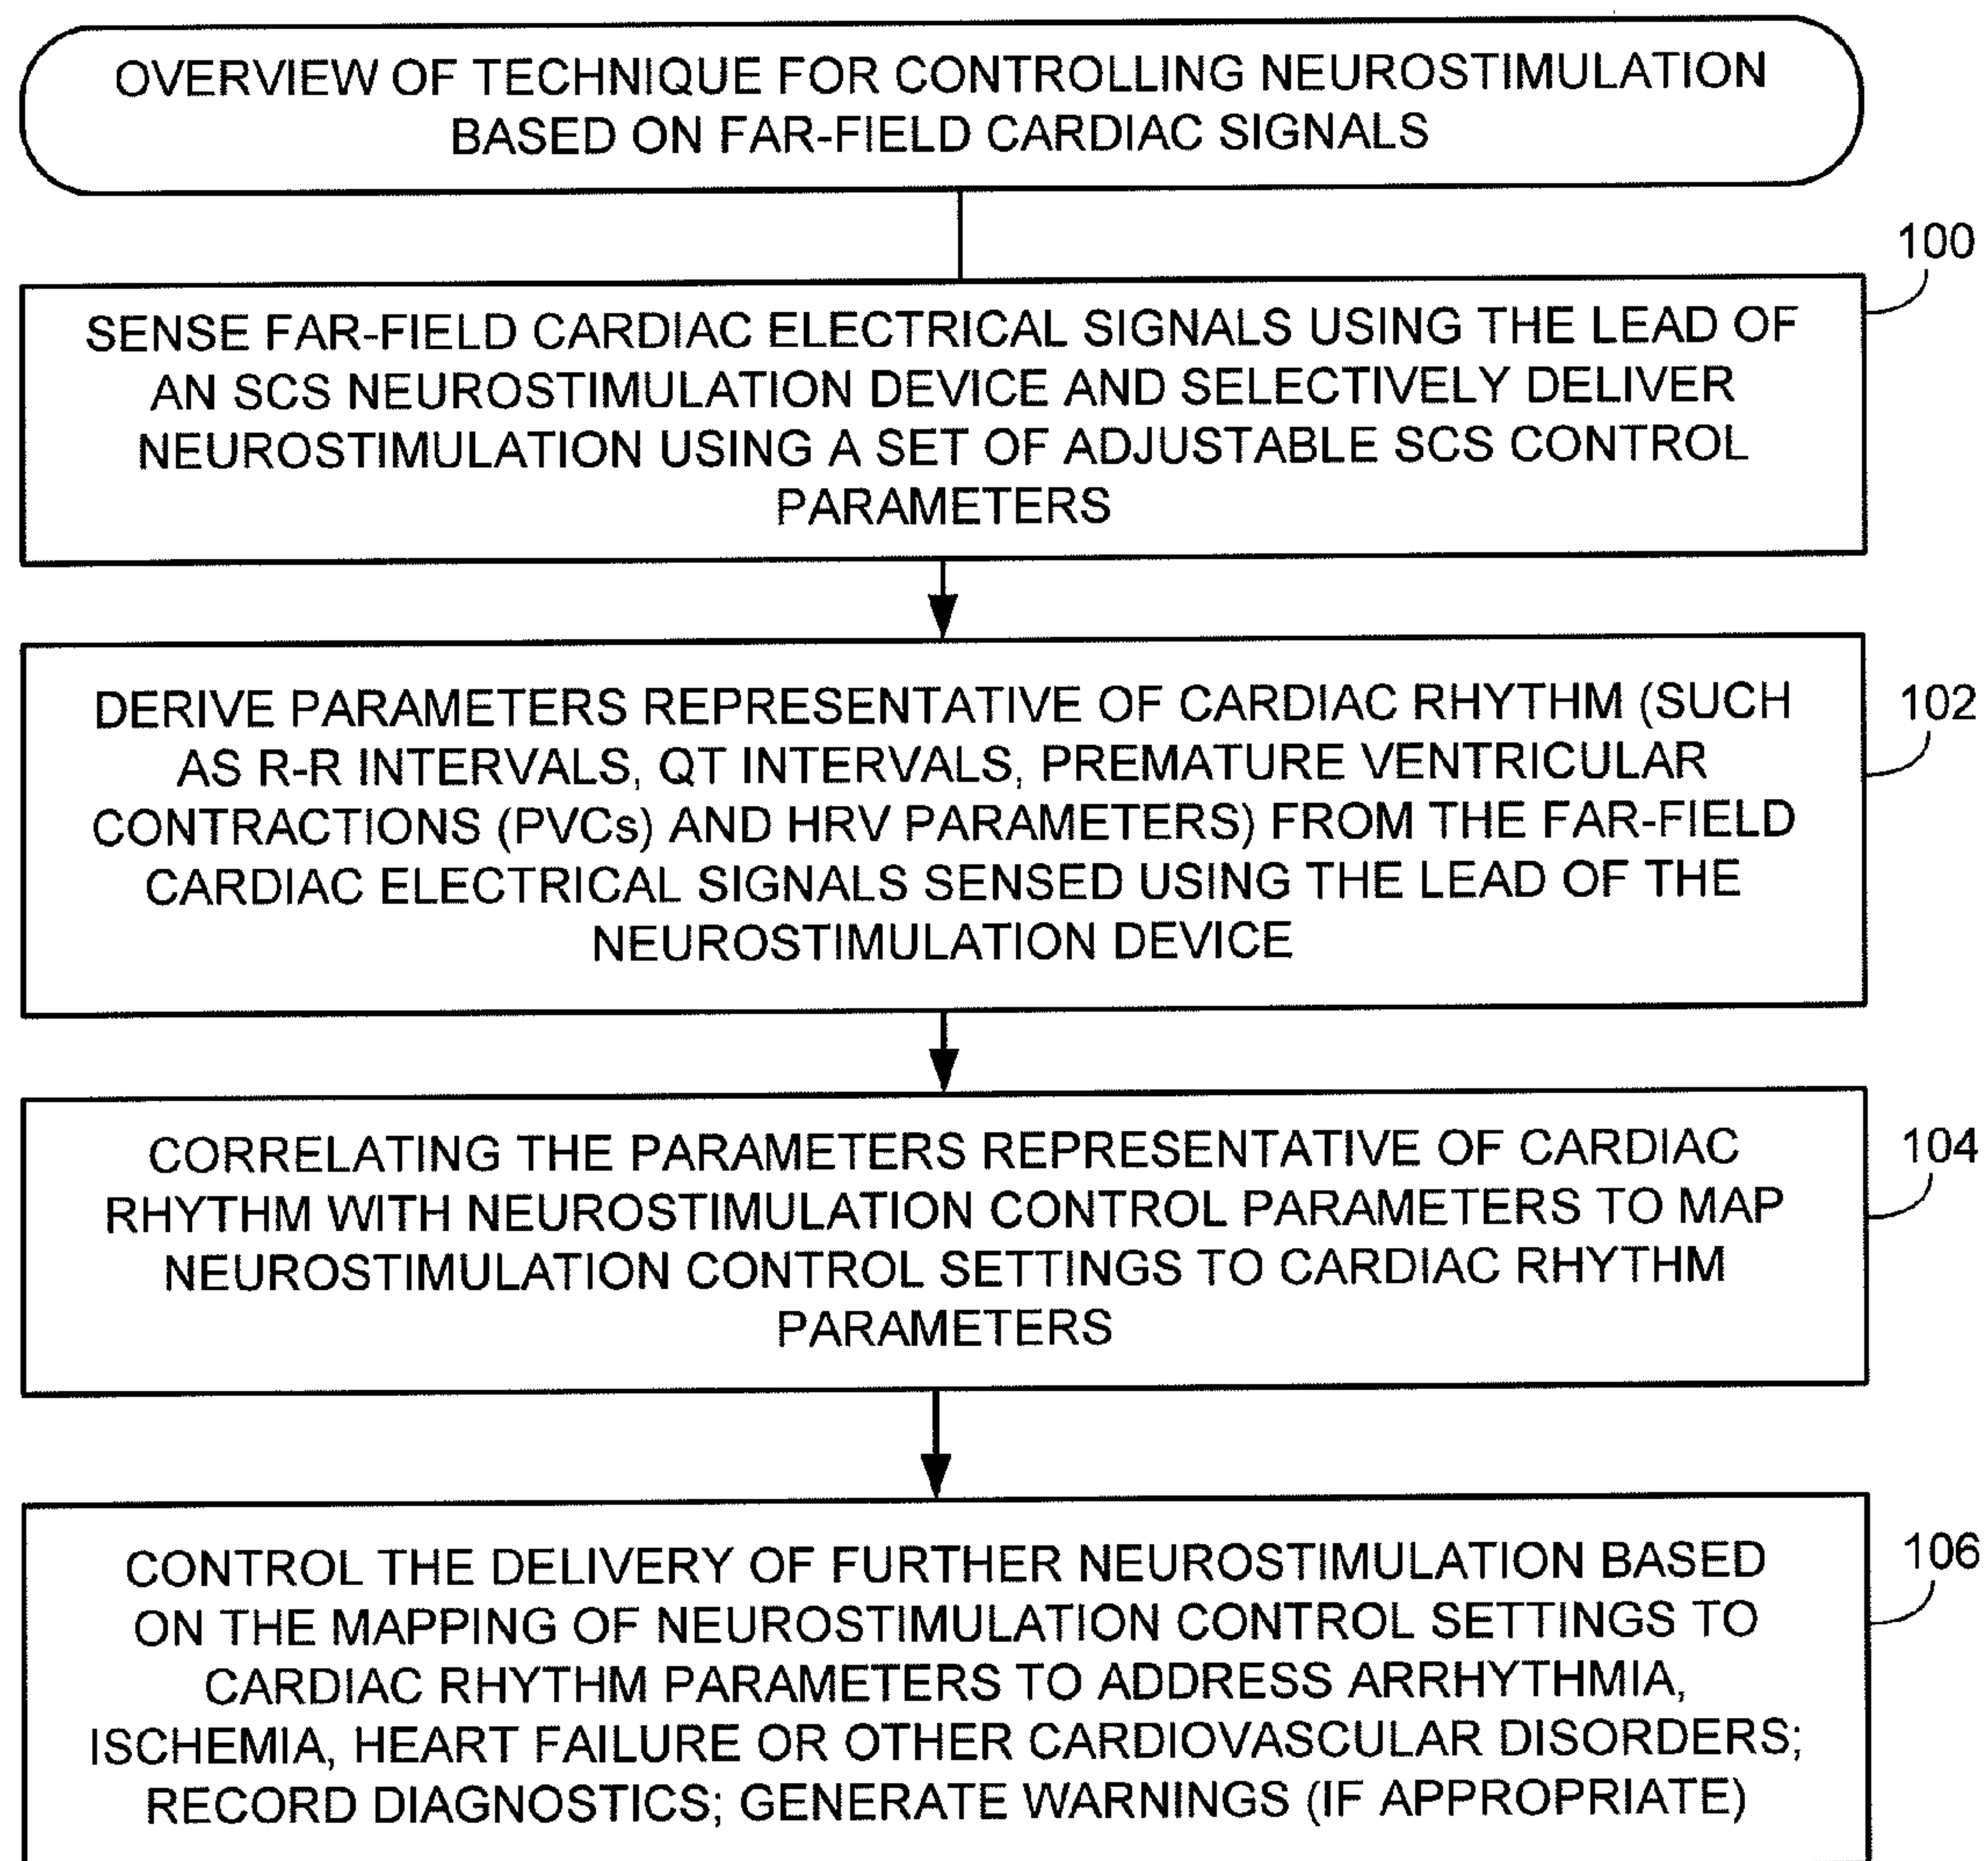 OVERVIEW OF TECHNIQUE FOR CONTROLLING NEUROSTIMULATION
BASED ON FAR-FIELD CARDIAC SIGNALS
100
SENSE FAR-FIELD CARDIAC ELECTRICAL SIGNALS USING THE LEAD OF
AN SCS NEUROSTIMULATION DEVICE AND SELECTIVELY DELIVER
NEUROSTIMULATION USING A SET OF ADJUSTABLE SCS CONTROL
PARAMETERS
102
DERIVE PARAMETERS REPRESENTATIVE OF CARDIAC RHYTHM (SUCH
AS R-R INTERVALS, QT INTERVALS, PREMATURE VENTRICULAR
CONTRACTIONS (PVCs) AND HRV PARAMETERS) FROM THE FAR-FIELD
CARDIAC ELECTRICAL SIGNALS SENSED USING THE LEAD OF THE
NEUROSTIMULATION DEVICE
104
CORRELATING THE PARAMETERS REPRESENTATIVE OF CARDIAC
RHYTHM WITH NEUROSTIMULATION CONTROL PARAMETERS TO MAP
NEUROSTIMULATION CONTROL SETTINGS TO CARDIAC RHYTHM
PARAMETERS
106
CONTROL THE DELIVERY OF FURTHER NEUROSTIMULATION BASED
ON THE MAPPING OF NEUROSTIMULATION CONTROL SETTINGS TO
CARDIAC RHYTHM PARAMETERS TO ADDRESS ARRHYTHMIA,
ISCHEMIA, HEART FAILURE OR OTHER CARDIOVASCULAR DISORDERS;
RECORD DIAGNOSTICS; GENERATE WARNINGS (IF APPROPRIATE)